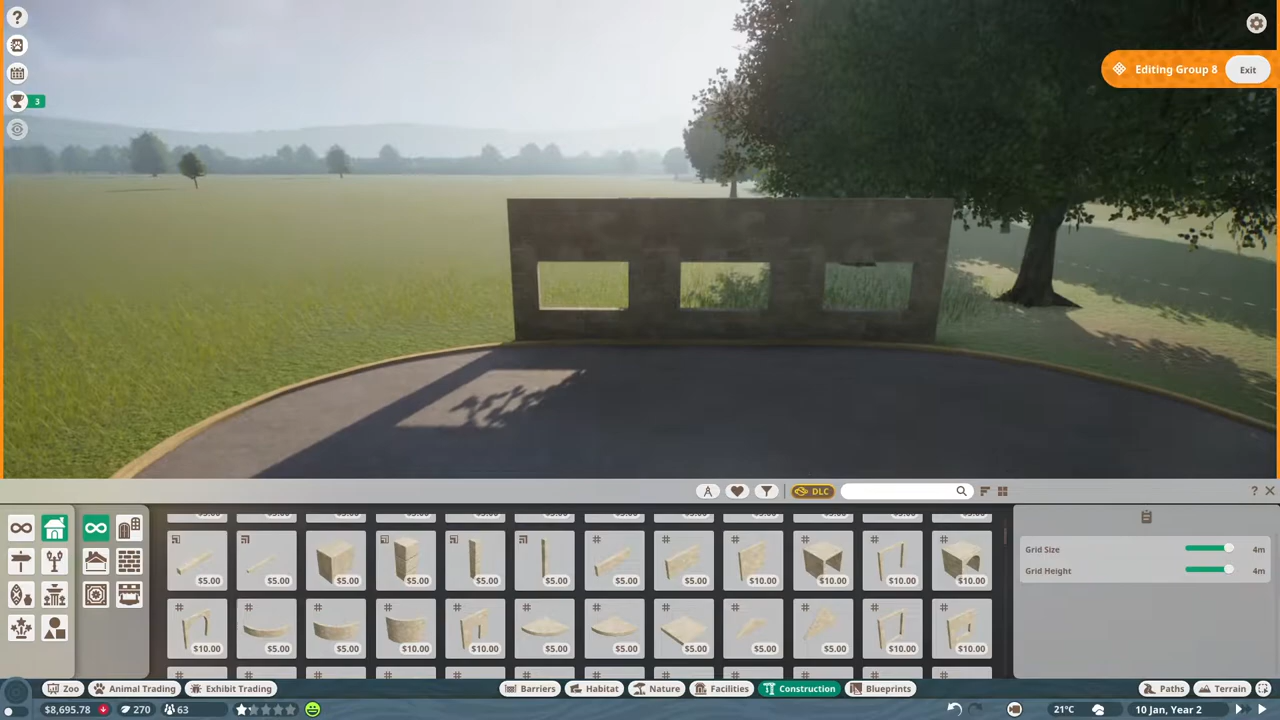 ?
Editing Group 8 Exit
3
DLC
?
$5.00 $5.00 $5.00 $5.00 $5.00 $5.00 $5.00 $5.00 $10.00 $10.00 $10.00 $10.00
Grid Size 4m
Grid Height 4m
$10.00 $5.00 $5.00 $10.00 $10.00 $5.00 $5.00 $5.00 $5.00 $5.00 $10.00 $10.00
Zoo Animal Trading Exhibit Trading Barriers Habitat Nature Facilities Construction Blueprints Paths Terrain
$8,695.78 270 63 21°C 10 Jan, Year 2